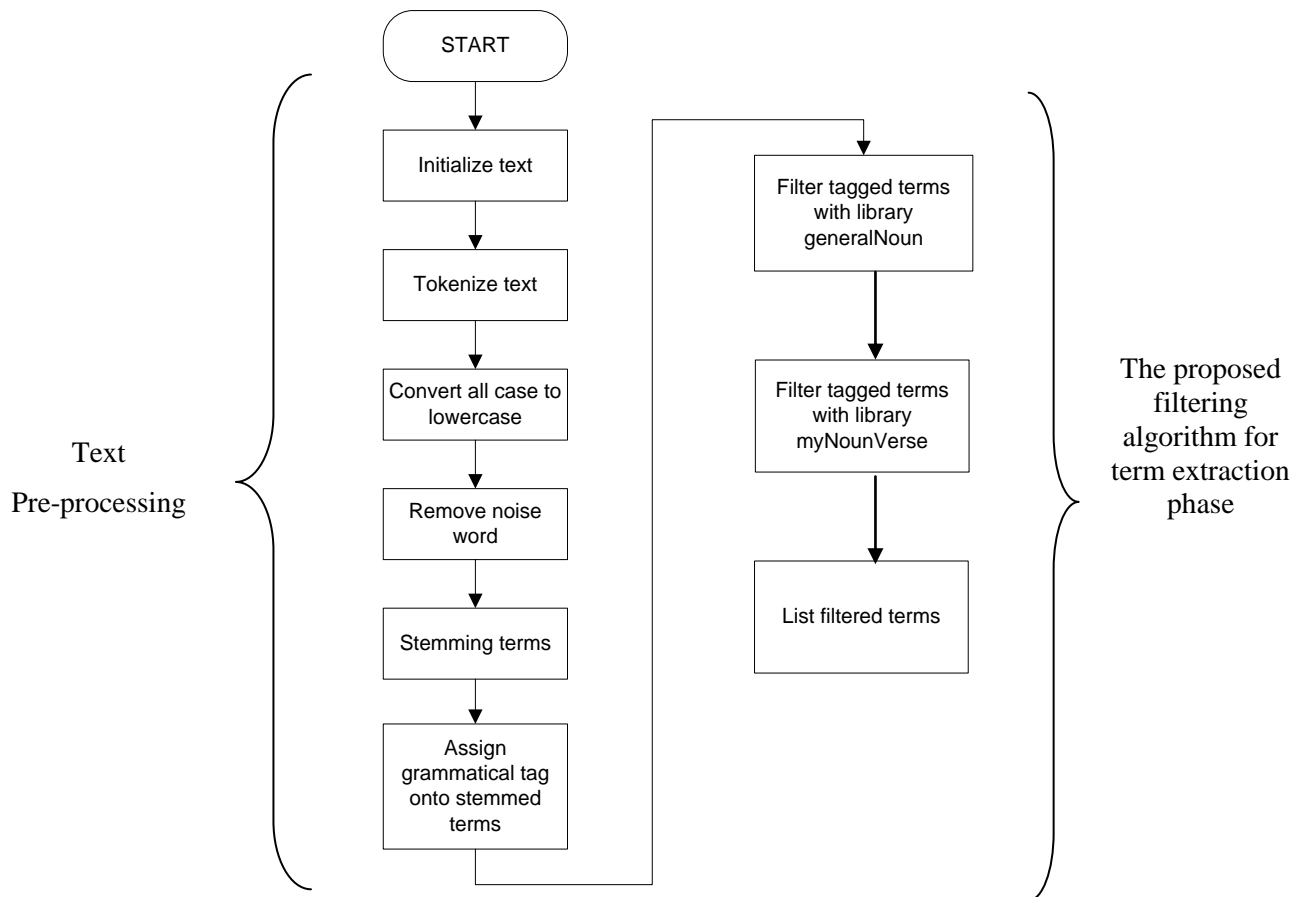 START
Initialize text
Tokenize text
Convert all case to
lowercase
Remove noise
word
Stemming terms
Assign
grammatical tag
onto stemmed
terms
Text
Pre-processing
Filter tagged terms
with library
generalNoun
Filter tagged terms
with library
myNounVerse
List filtered terms
The proposed
filtering
algorithm for
term extraction
phase